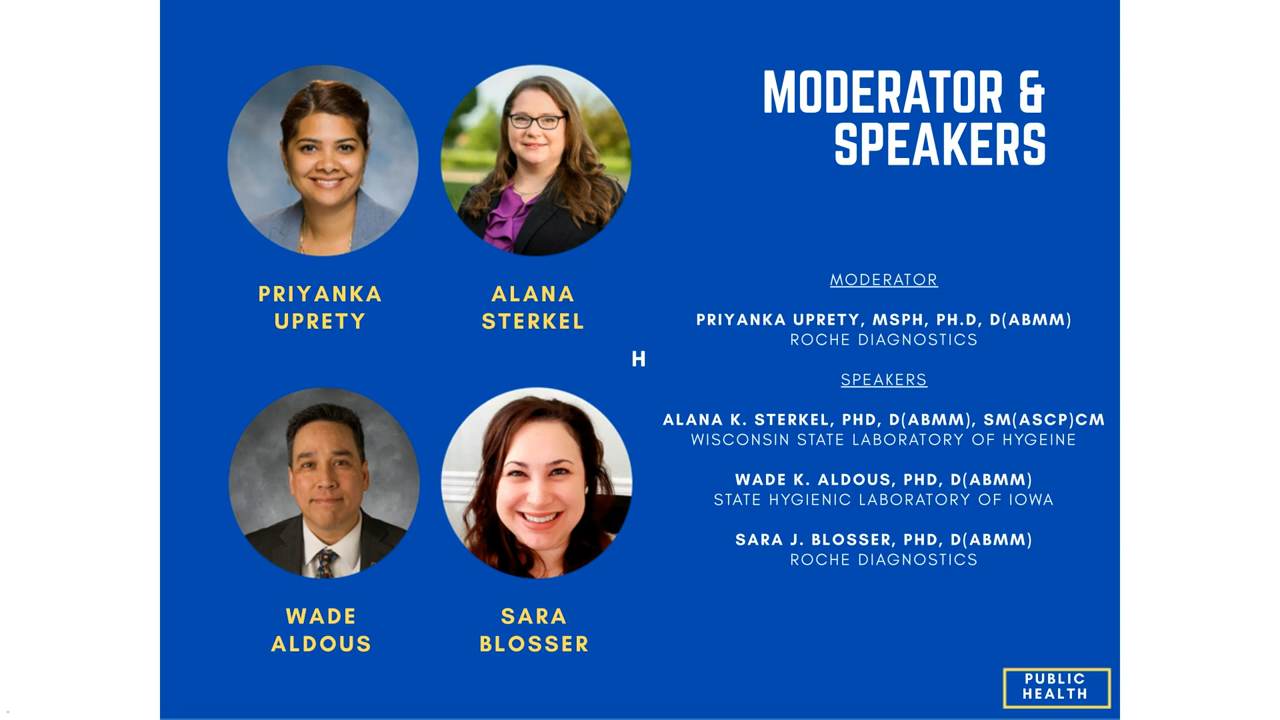 MODERATOR &
SPEAKERS
PRIYANKA
UPRETY
ALANA
STERKEL
H
WADE
ALDOUS
SARA
BLOSSER
MODERATOR
PRIYANKA UPRETY, MSPH, PH.D, D(ABMM)
ROCHE DIAGNOSTICS
SPEAKERS
ALANA K. STERKEL, PHD, D(ABMM), SM(ASCP)CM
WISCONSIN STATE LABORATORY OF HYGEINE
WADE K. ALDOUS, PHD, D(ABMM)
STATE HYGIENIC LABORATORY OF IOWA
SARA J. BLOSSER, PHD, D(ABMM)
ROCHE DIAGNOSTICS
PUBLIC
HEALTH